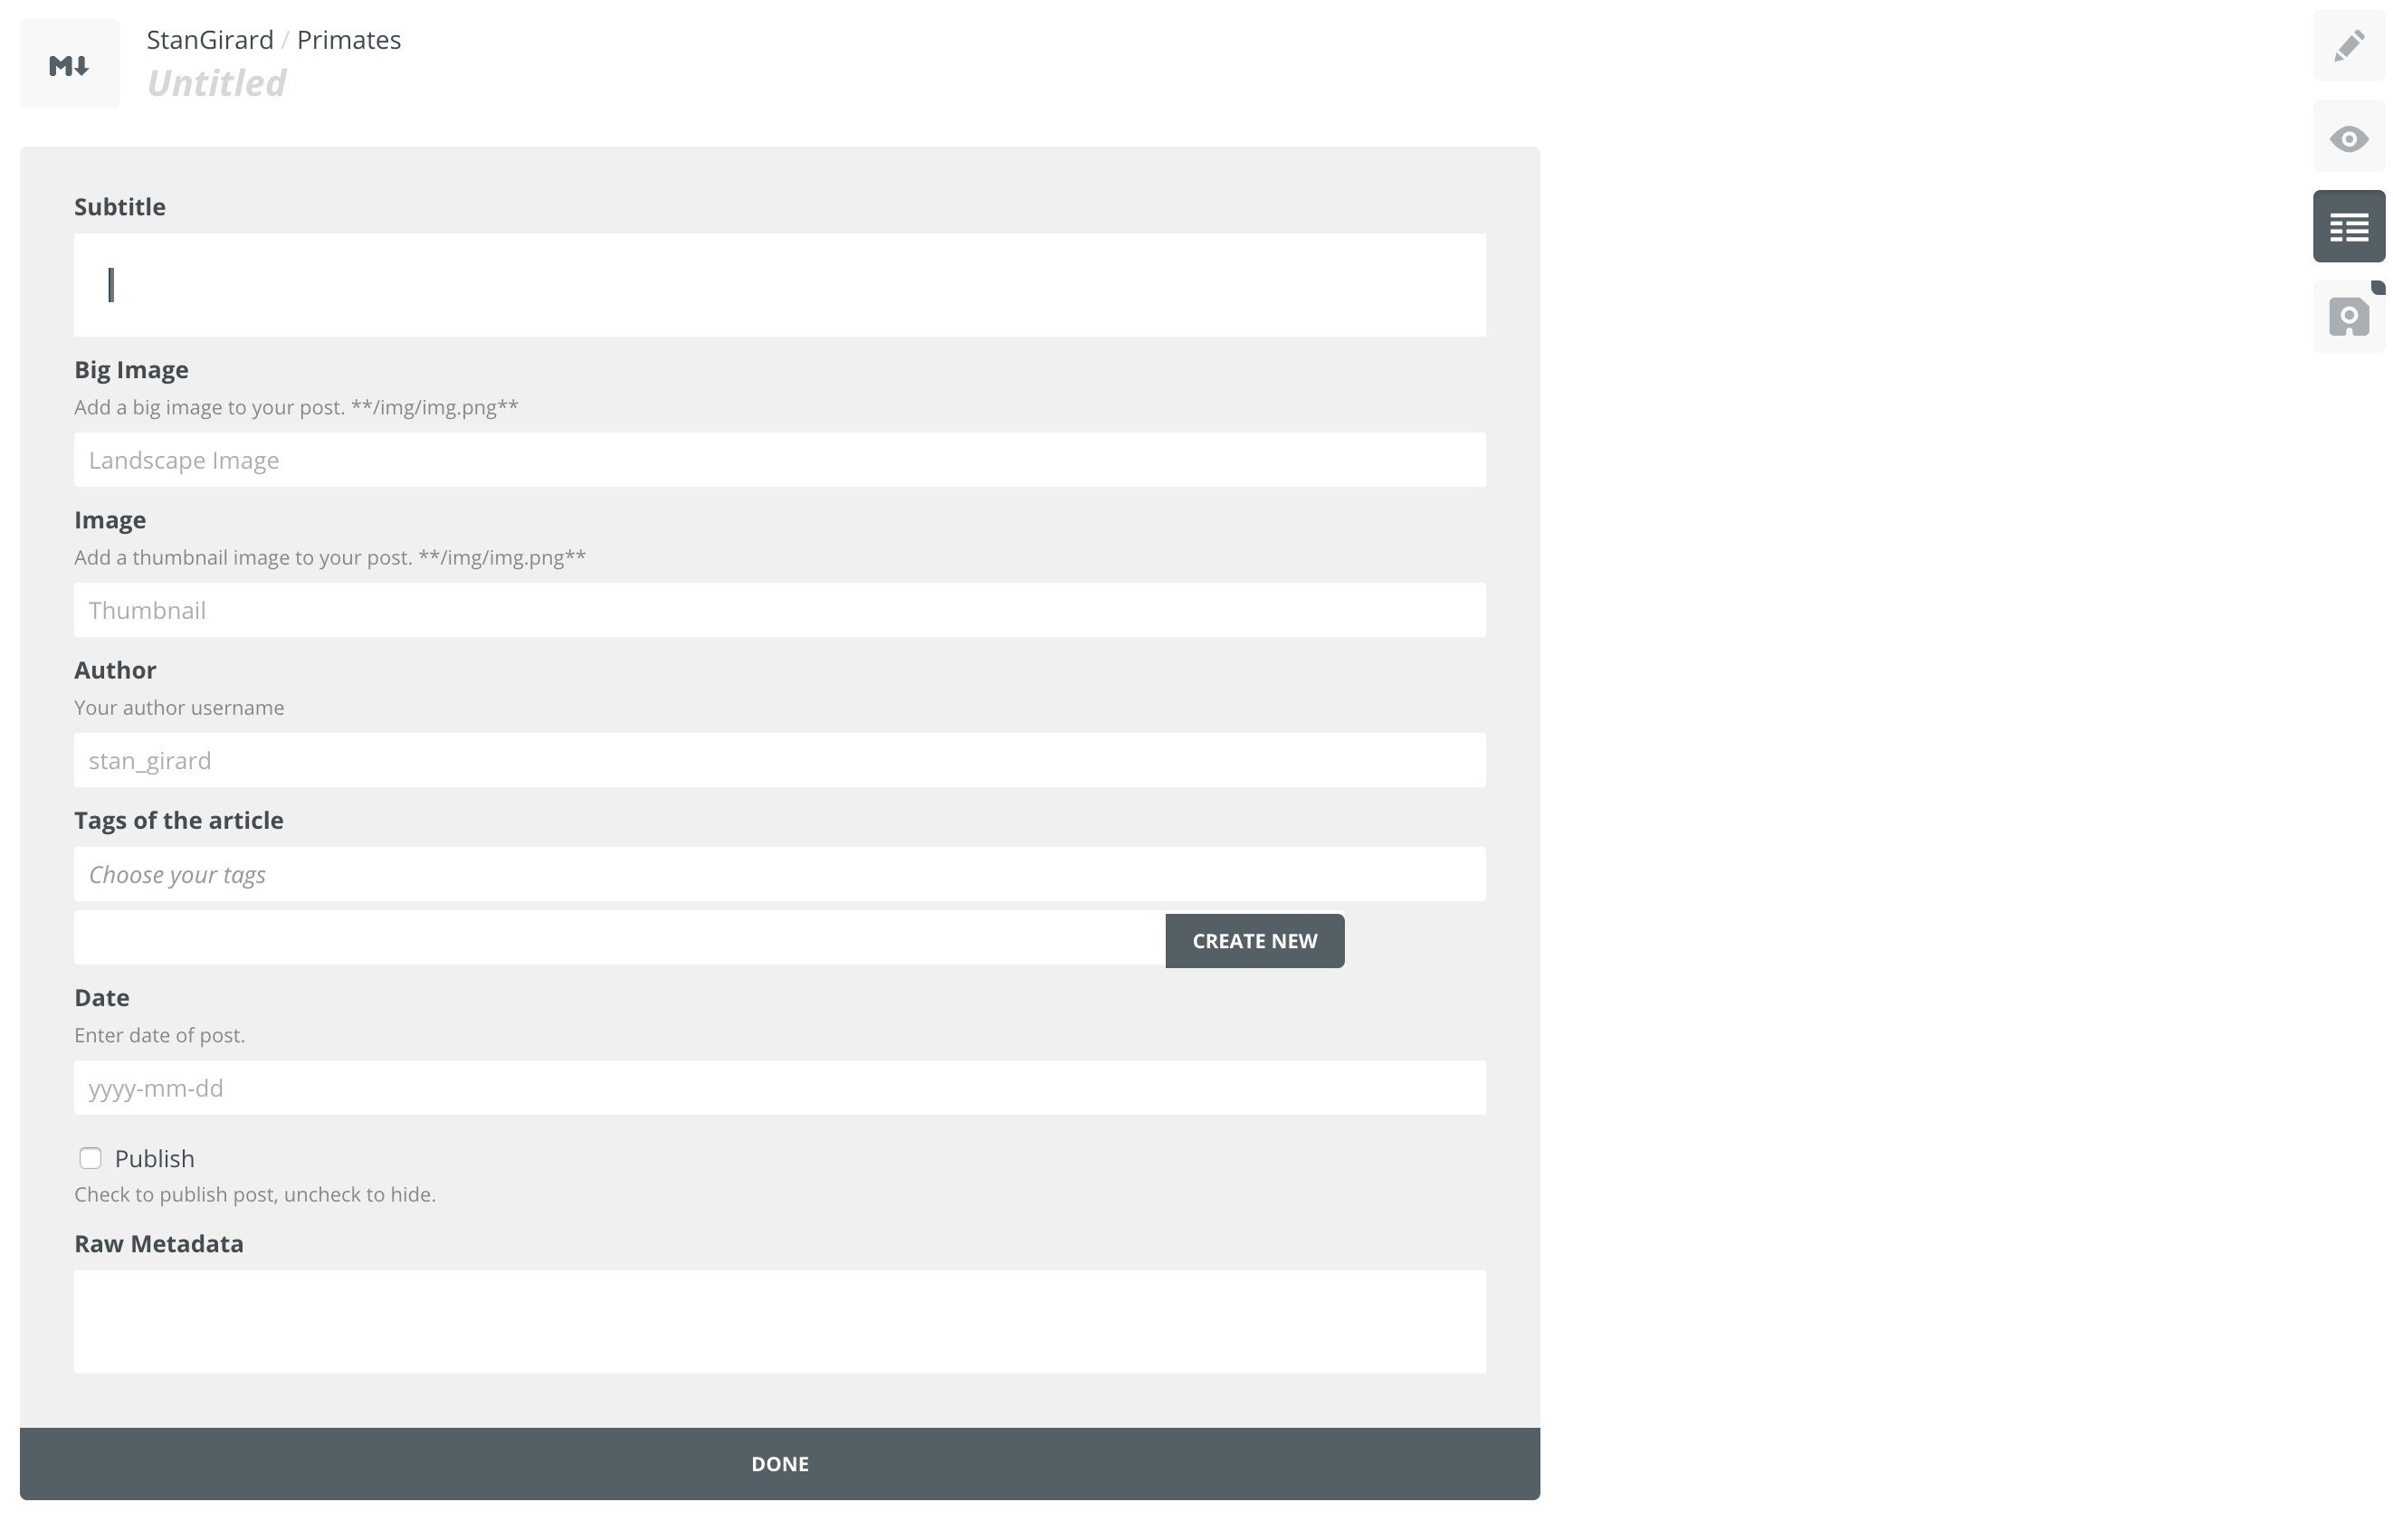 M↓
StanGirard / Primates
Untitled
Subtitle
Big Image
Add a big image to your post. **/img/img.png**
Landscape Image
Image
Add a thumbnail image to your post. **/img/img.png**
Thumbnail
Author
Your author username
stan_girard
Tags of the article
Choose your tags
CREATE NEW
Date
Enter date of post.
yyyy-mm-dd
Publish
Check to publish post, uncheck to hide.
Raw Metadata
DONE